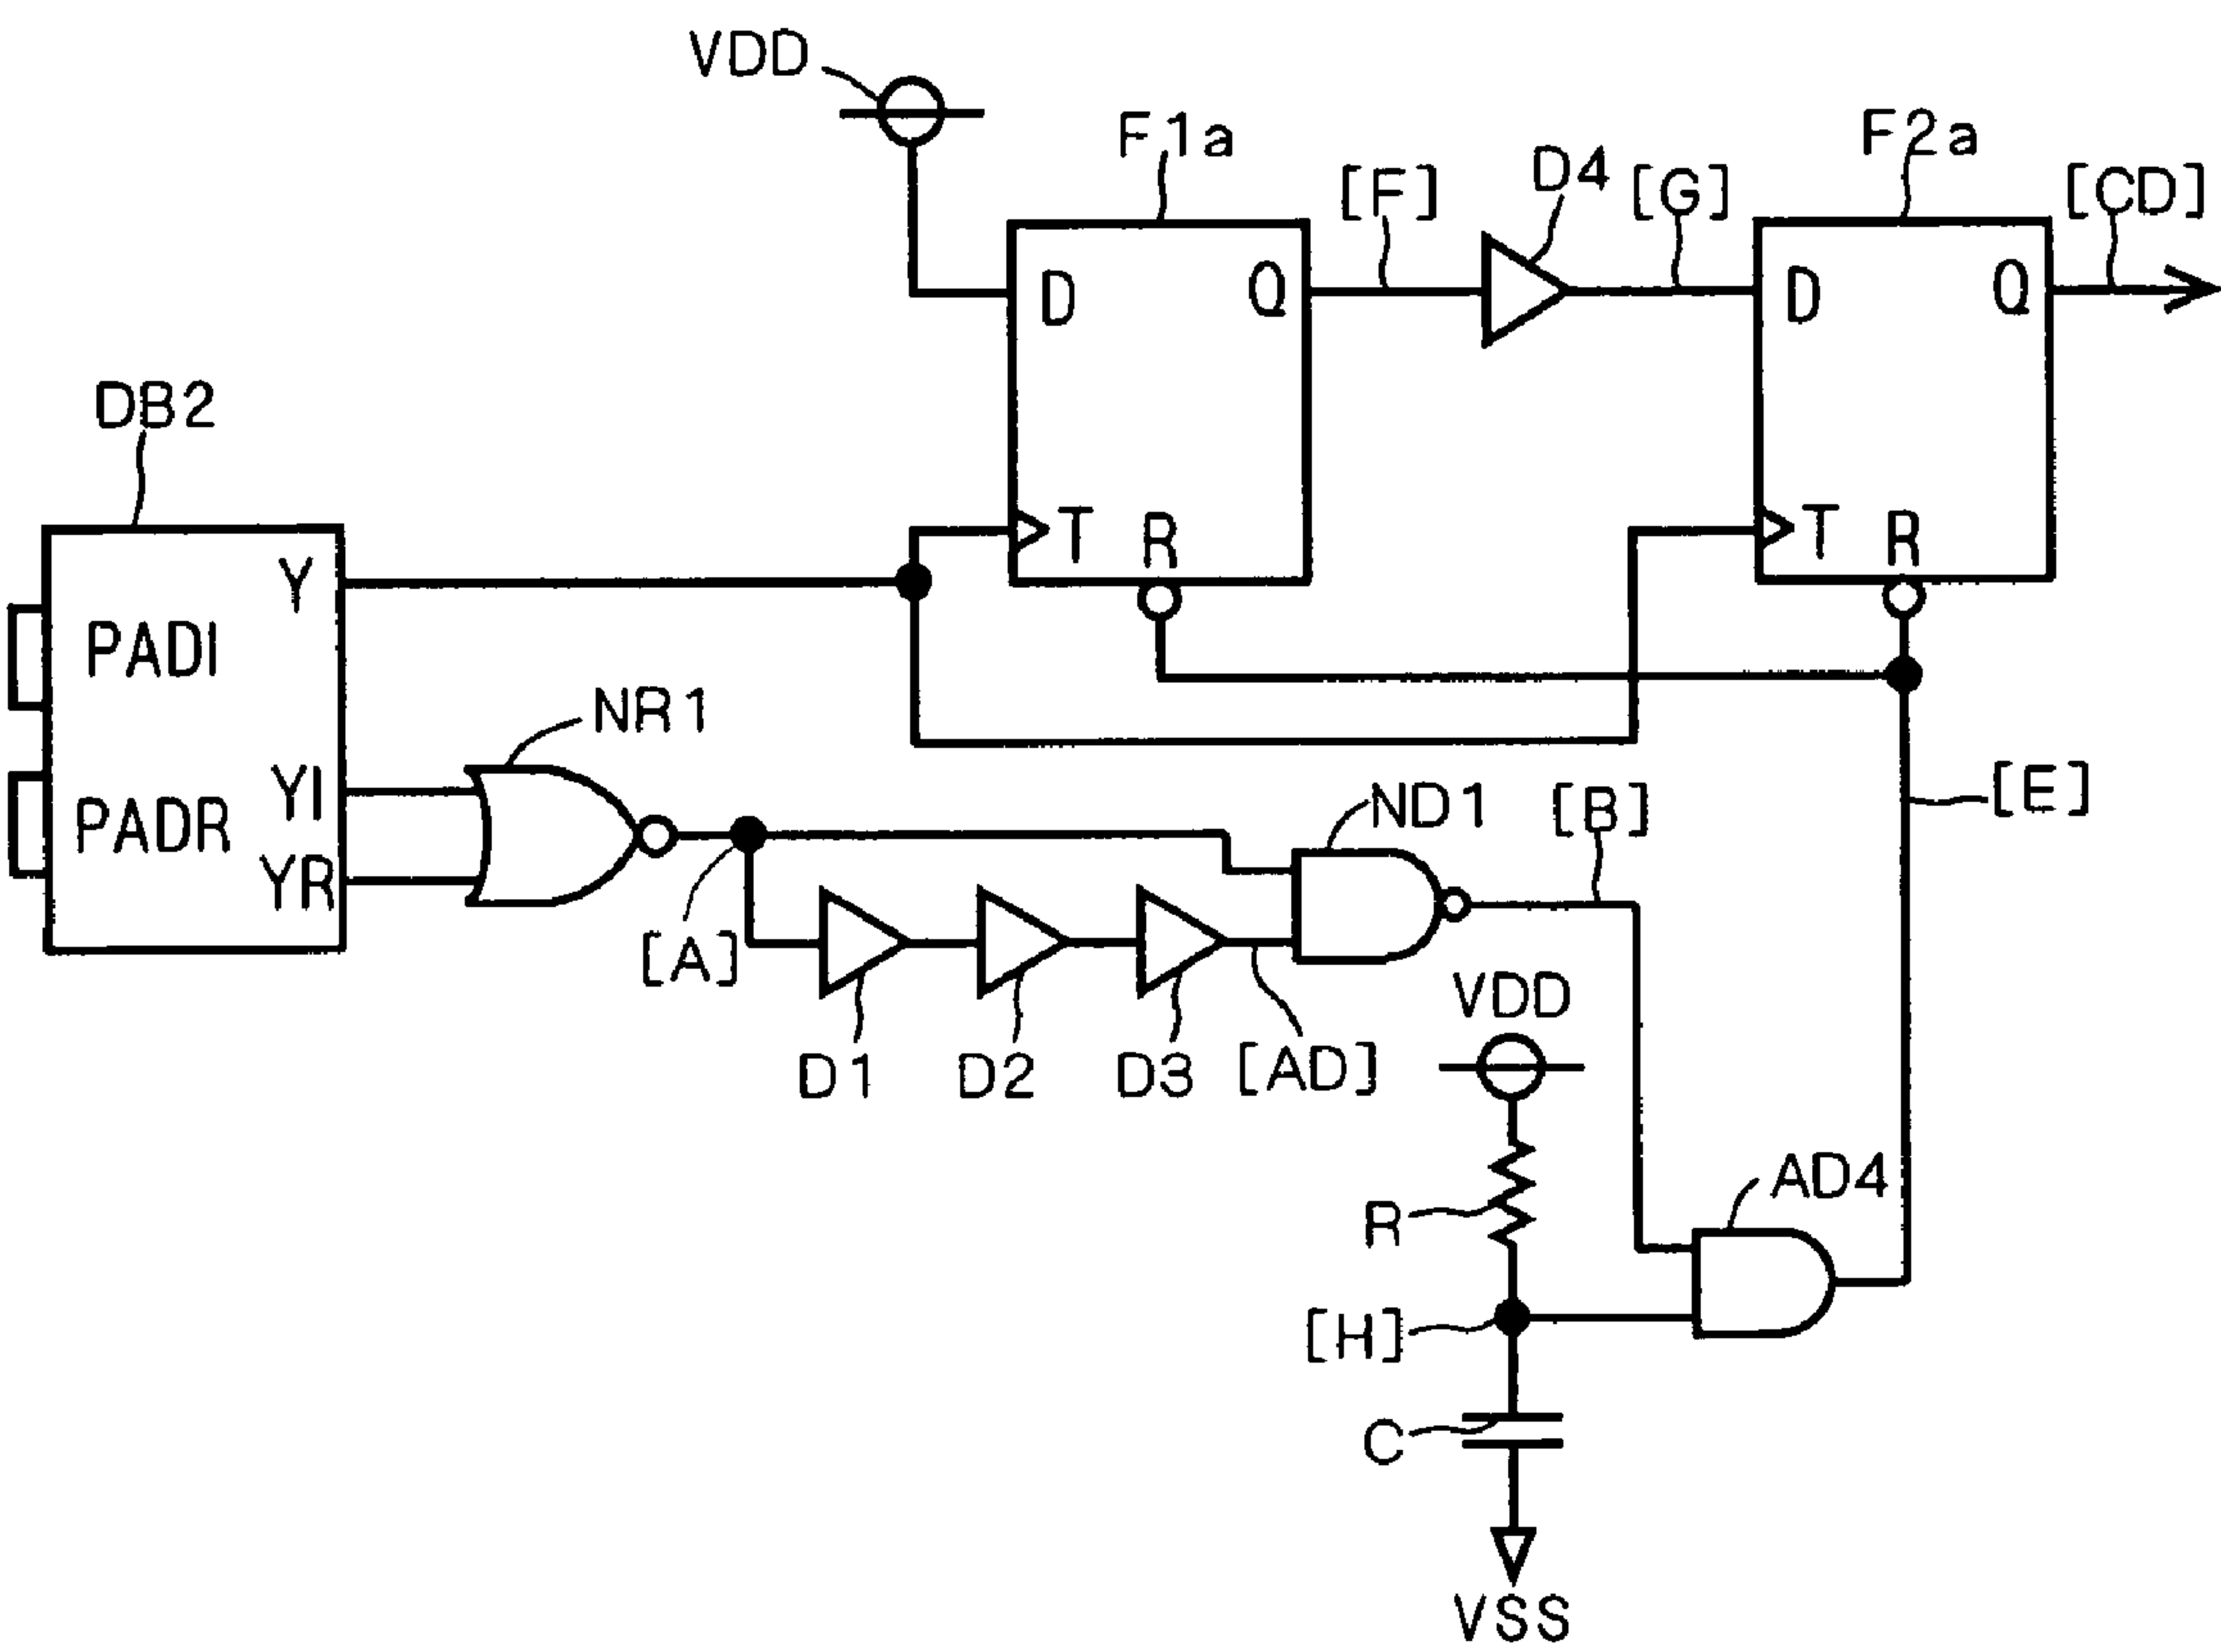 VDD
F1a
F2a
[F]
D4
[G]
[CD]
D
Q
D
Q
DB2
T
R
T
R
Y
PADI
NR1
YI
PADR
YR
ND1
[B]
[E]
[A]
VDD
D1
D2
D3
[AD]
AD4
R
[H]
C
VSS